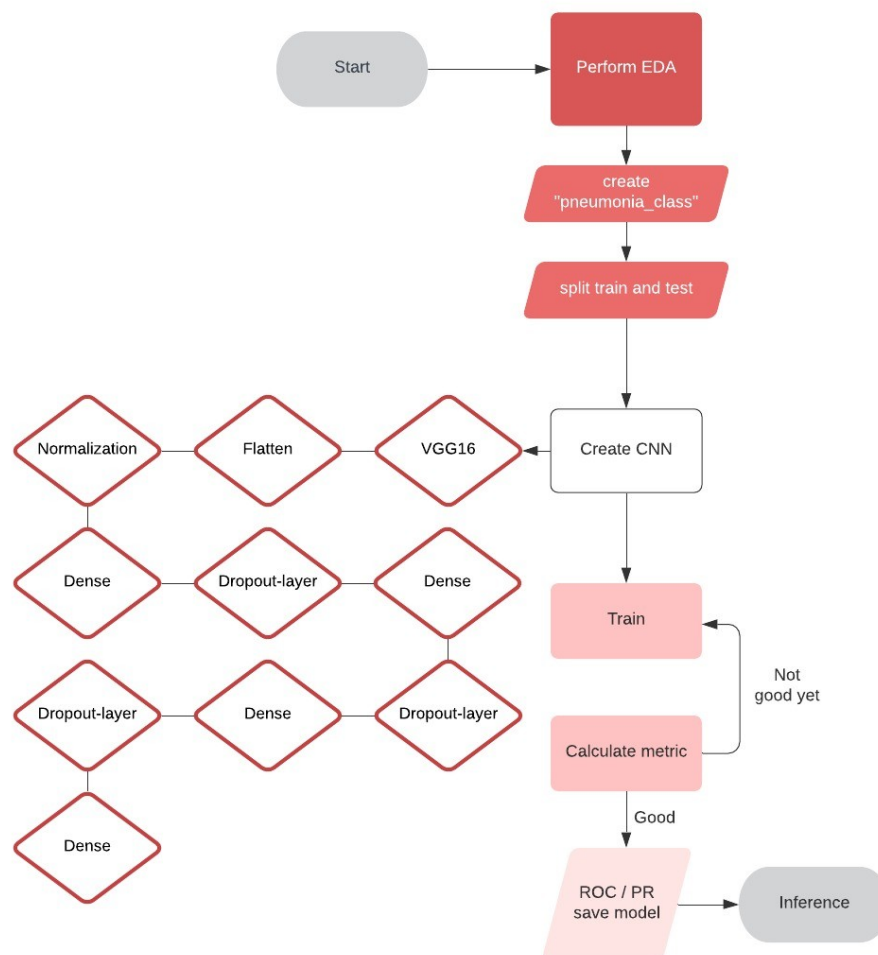 Start
Perform EDA
create
"pneumonia_class"
split train and test
Create CNN
VGG16
Flatten
Normalization
Dense
Dropout-layer
Dense
Dropout-layer
Dense
Dropout-layer
Dense
Train
Not
good yet
Calculate metric
Good
ROC / PR
save model
Inference